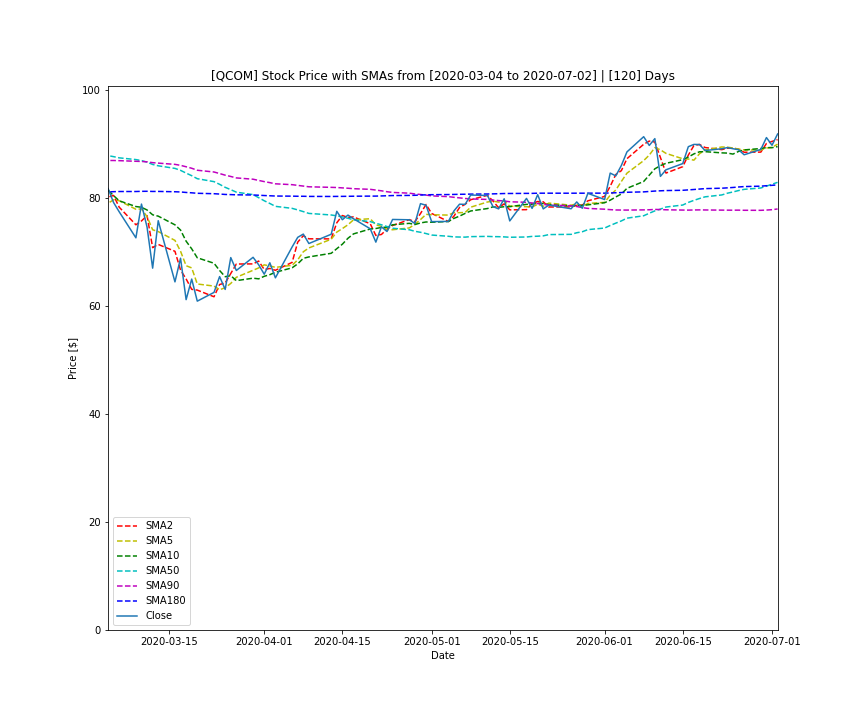 [QCOM] Stock Price with SMAs from [2020-03-04 to 2020-07-02] | [120] Days
100
80
60
40
20
0
Price [$]
SMA2
SMA5
SMA10
SMA50
SMA90
SMA180
Close
2020-03-15 2020-04-01 2020-04-15 2020-05-01 2020-05-15 2020-06-01 2020-06-15 2020-07-01
Date